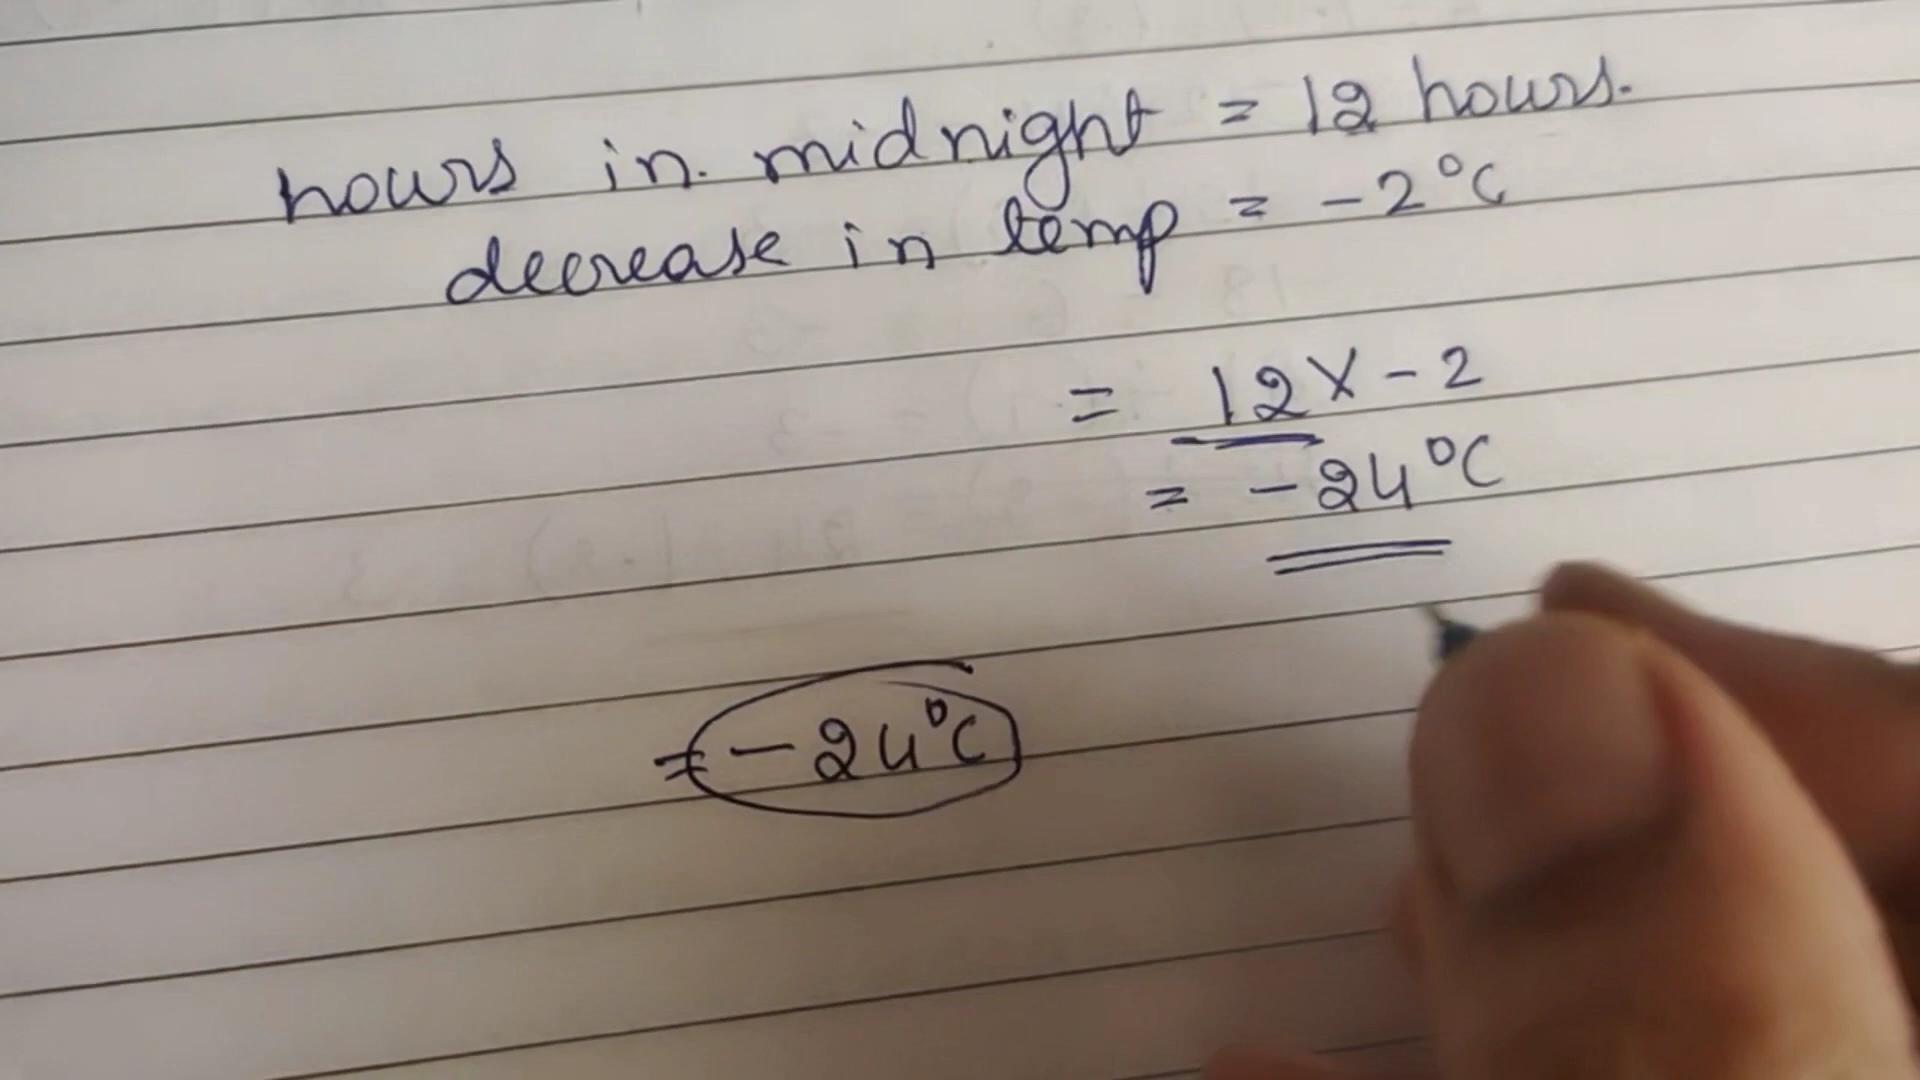 hours in midnight = 12 hours.
decrease in temp = -2°C
= 12 X - 2
= -24°C
= -24°C